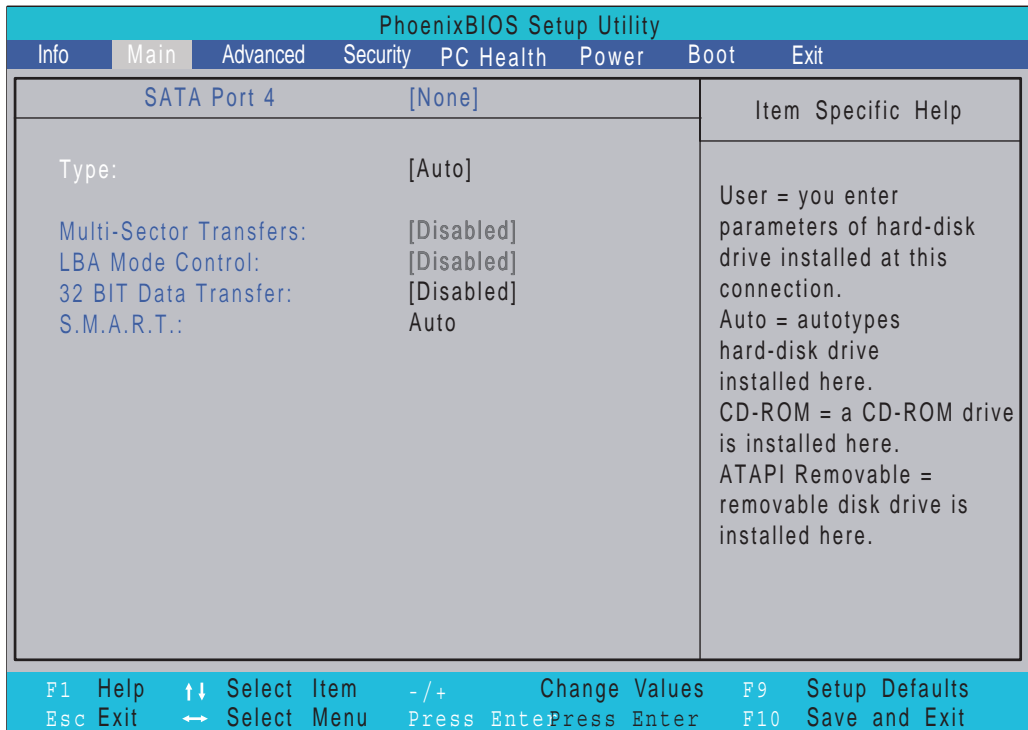 PhoenixBIOS Setup Utility
Info Main Advanced Security PC Health Power Boot Exit
SATA Port 4 [None]
Type: [Auto]
Multi-Sector Transfers: [Disabled]
LBA Mode Control: [Disabled]
32 BIT Data Transfer: [Disabled]
S.M.A.R.T.: Auto
Item Specific Help
User = you enter
parameters of hard-disk
drive installed at this
connection.
Auto = autotypes
hard-disk drive
installed here.
CD-ROM = a CD-ROM drive
is installed here.
ATAPI Removable =
removable disk drive is
installed here.
F1 Help ↑↓ Select Item -/+ Change Values F9 Setup Defaults
Esc Exit ↔ Select Menu Press Enter Press Enter F10 Save and Exit